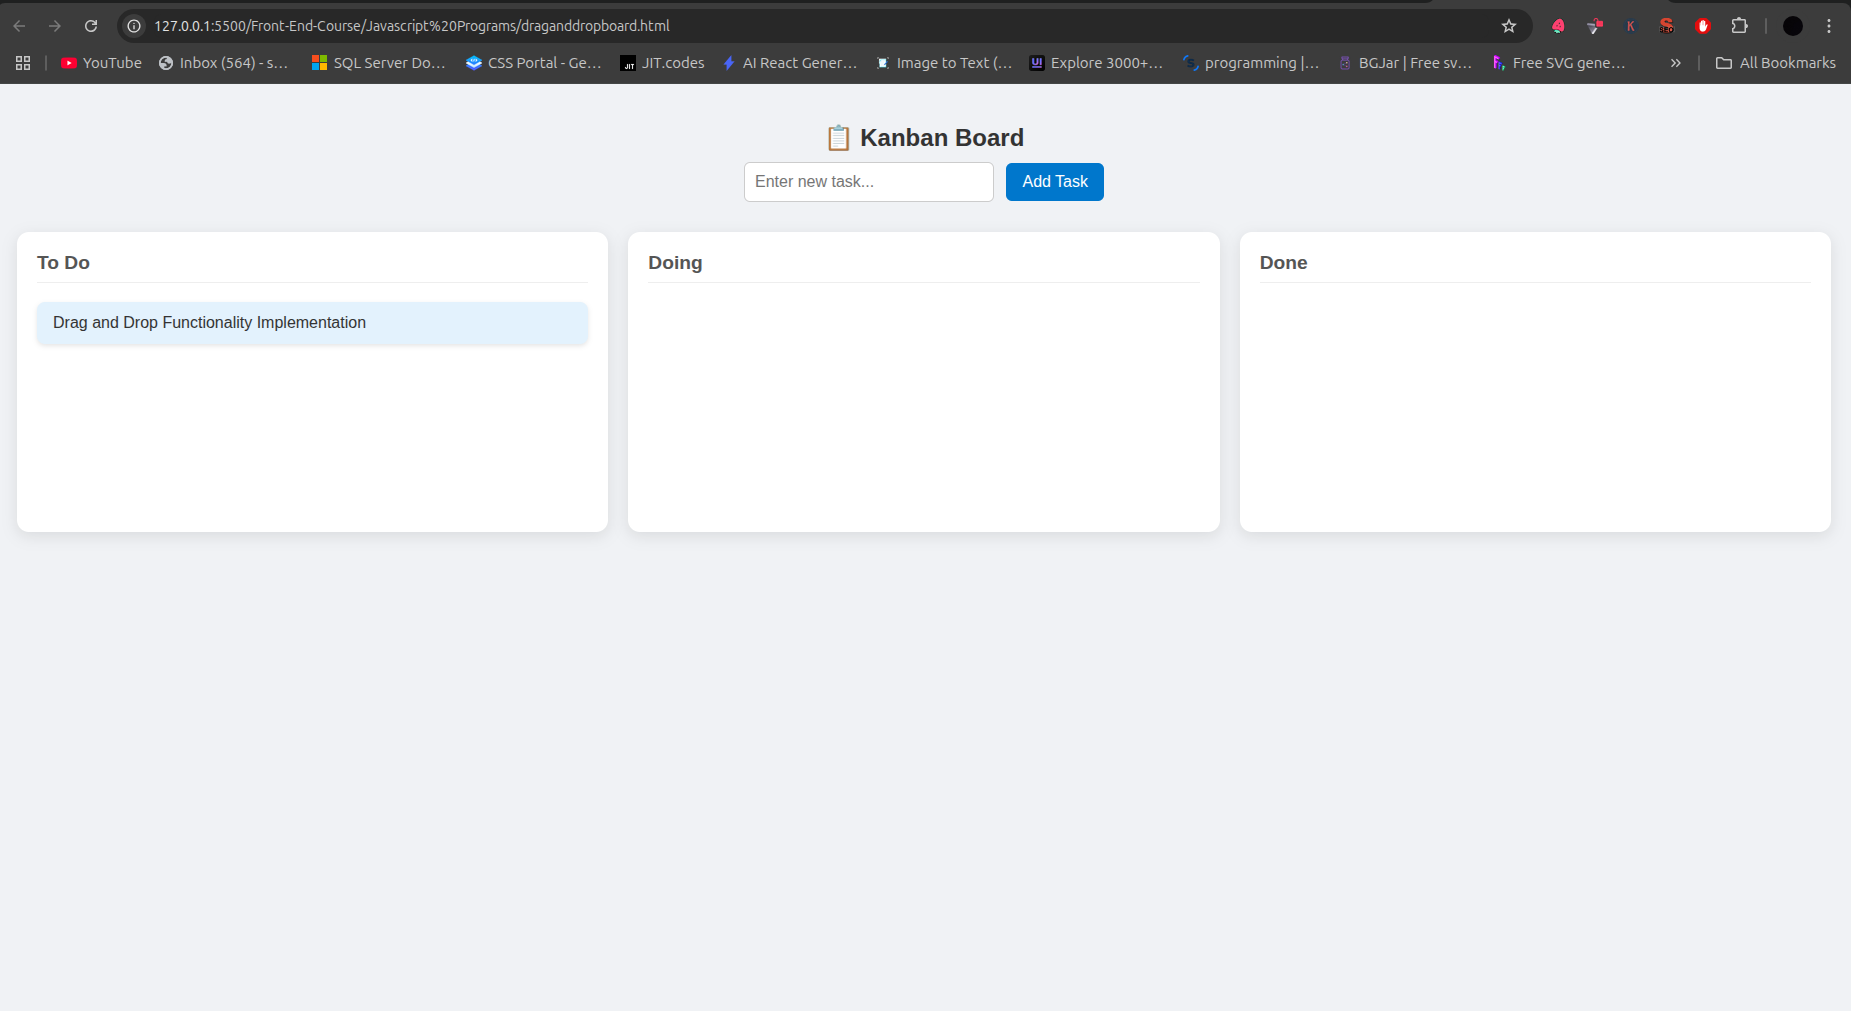 127.0.0.1:5500/Front-End-Course/Javascript%20Programs/draganddropboard.html
YouTube Inbox (564) - s... SQL Server Do... CSS Portal - Ge... JIT.codes AI React Gener... Image to Text (... Explore 3000+... programming |... BGJar | Free sv... Free SVG gene... All Bookmarks
📋 Kanban Board
Enter new task... Add Task
To Do Doing Done
Drag and Drop Functionality Implementation